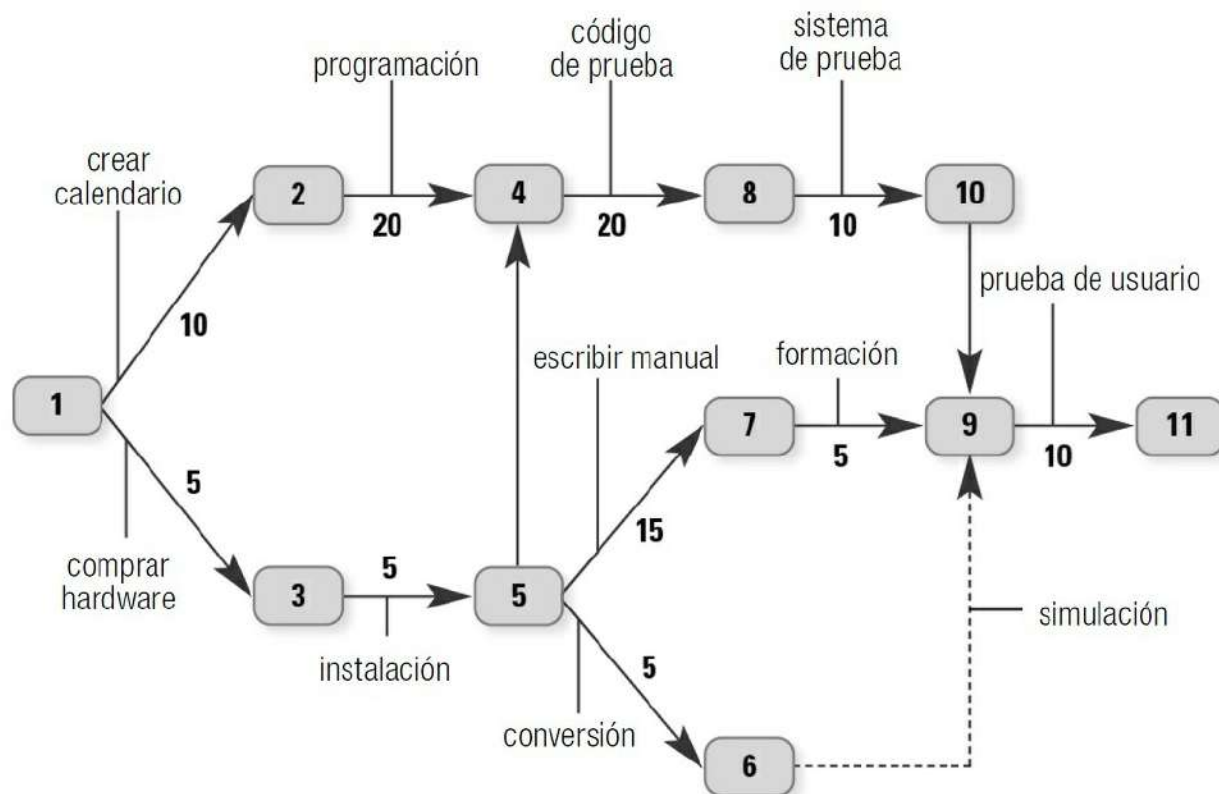 código
de prueba
sistema
de prueba
programación
crear
calendario
2
4
8
10
20
20
10
prueba de usuario
10
escribir manual
formación
1
7
9
11
5
10
5
15
comprar
hardware
5
3
5
simulación
instalación
5
conversión
6